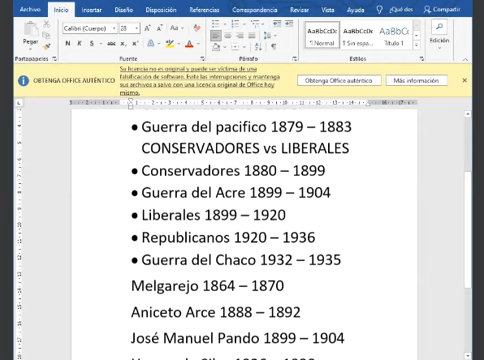 Archivo Inicio Insertar Diseño Disposición Referencias Correspondencia Revisar Vista Ayuda ¿Qué des Compartir
Calibri (Cuerpo) 28
AaBbCcDc AaBbCcDc AaBbC
Pegar
N K S
¶ Normal ¶ Sin espa... Título 1
Edición
Portapapeles Fuente Párrafo Estilos
OBTENGA OFFICE AUTÉNTICO
Su licencia no es original y puede ser víctima de una
falsificación de software. Evite las interrupciones y mantenga
sus archivos a salvo con una licencia original de Office hoy
mismo.
Obtenga Office auténtico
Más información
• Guerra del pacifico 1879 – 1883
CONSERVADORES vs LIBERALES
• Conservadores 1880 – 1899
• Guerra del Acre 1899 – 1904
• Liberales 1899 – 1920
• Republicanos 1920 – 1936
• Guerra del Chaco 1932 – 1935
Melgarejo 1864 – 1870
Aniceto Arce 1888 – 1892
José Manuel Pando 1899 – 1904